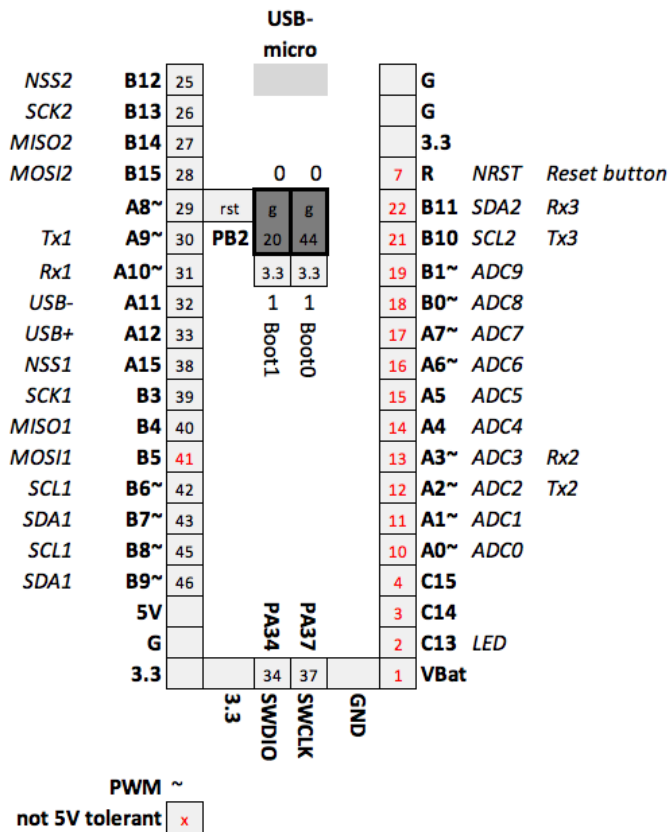 USB-
micro
NSS2 B12 25 G
SCK2 B13 26 G
MISO2 B14 27 3.3
MOSI2 B15 28 0 0 7 R NRST Reset button
A8~ 29 rst g g 22 B11 SDA2 Rx3
Tx1 A9~ 30 PB2 20 44 21 B10 SCL2 Tx3
Rx1 A10~ 31 3.3 3.3 19 B1~ ADC9
USB- A11 32 1 1 18 B0~ ADC8
USB+ A12 33 Boot1 Boot0 17 A7~ ADC7
NSS1 A15 38 16 A6~ ADC6
SCK1 B3 39 15 A5 ADC5
MISO1 B4 40 14 A4 ADC4
MOSI1 B5 41 13 A3~ ADC3 Rx2
SCL1 B6~ 42 12 A2~ ADC2 Tx2
SDA1 B7~ 43 11 A1~ ADC1
SCL1 B8~ 45 10 A0~ ADC0
SDA1 B9~ 46 4 C15
5V PA34 PA37 3 C14
G 2 C13 LED
3.3 34 37 1 VBat
3.3 SWDIO SWCLK GND
PWM ~
not 5V tolerant x